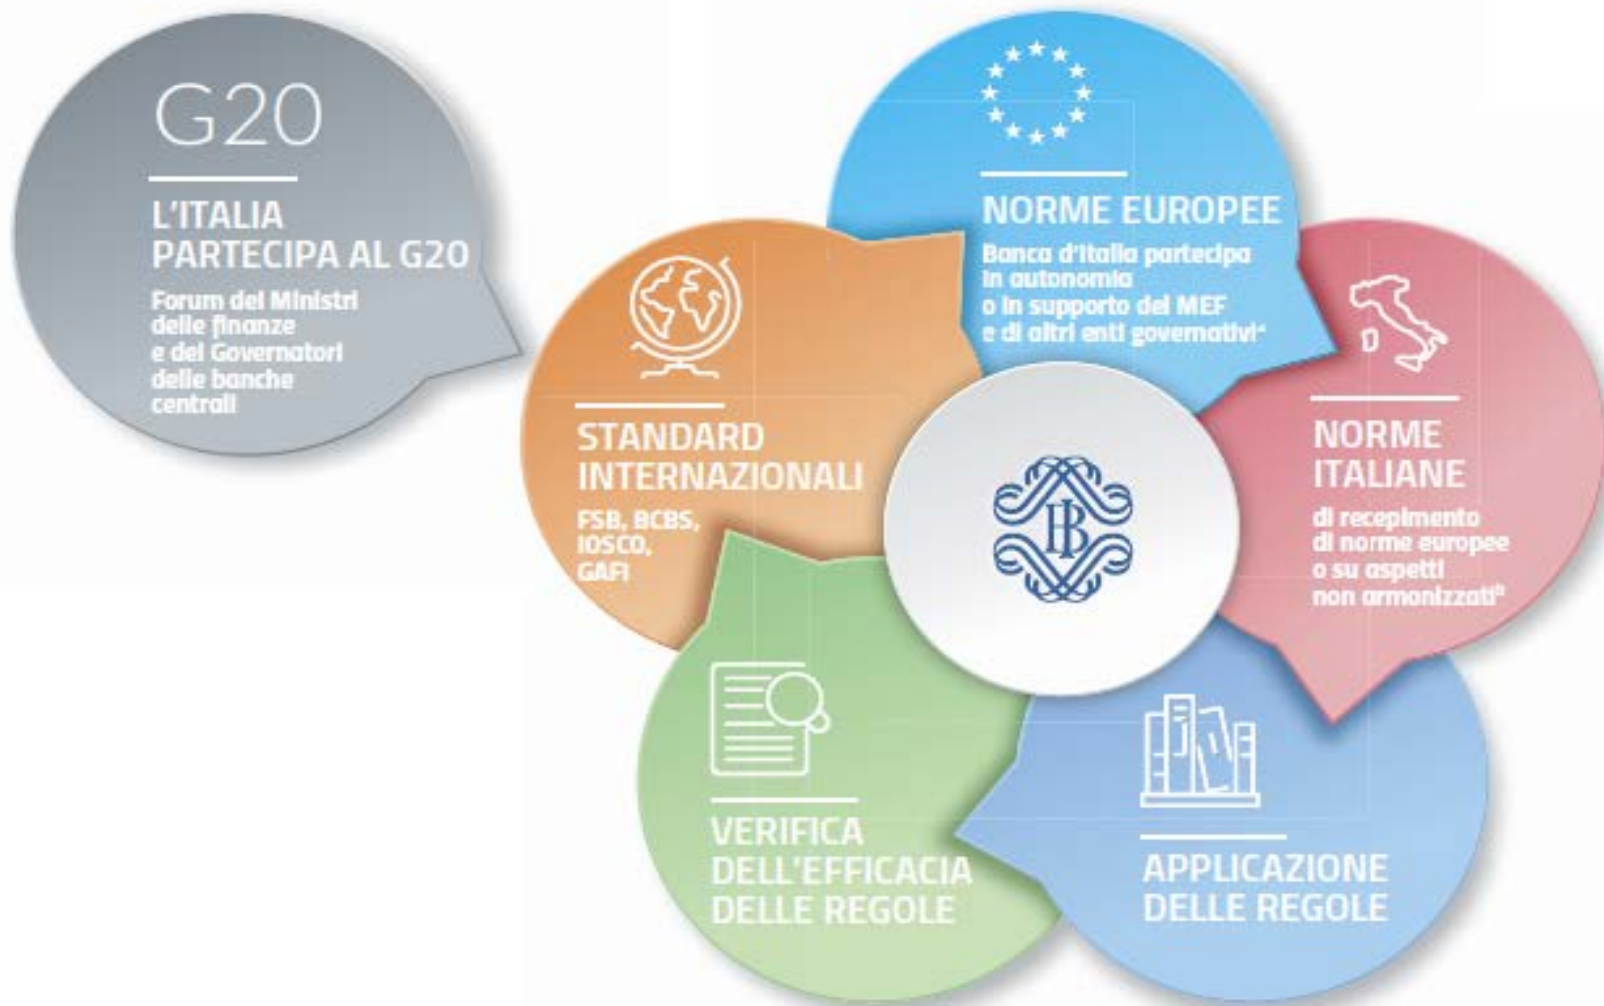 G20
L'ITALIA
PARTECIPA AL G20
Forum dei Ministri
delle finanze
e dei Governatori
delle banche
centrali
STANDARD
INTERNAZIONALI
FSB, BCBS,
IOSCO,
GAFI
NORME EUROPEE
Banca d'Italia partecipa
in autonomia
o in supporto del MEF
e di altri enti governativiᵃ
NORME
ITALIANE
di recepimento
di norme europee
o su aspetti
non armonizzatiᵇ
APPLICAZIONE
DELLE REGOLE
VERIFICA
DELL'EFFICACIA
DELLE REGOLE